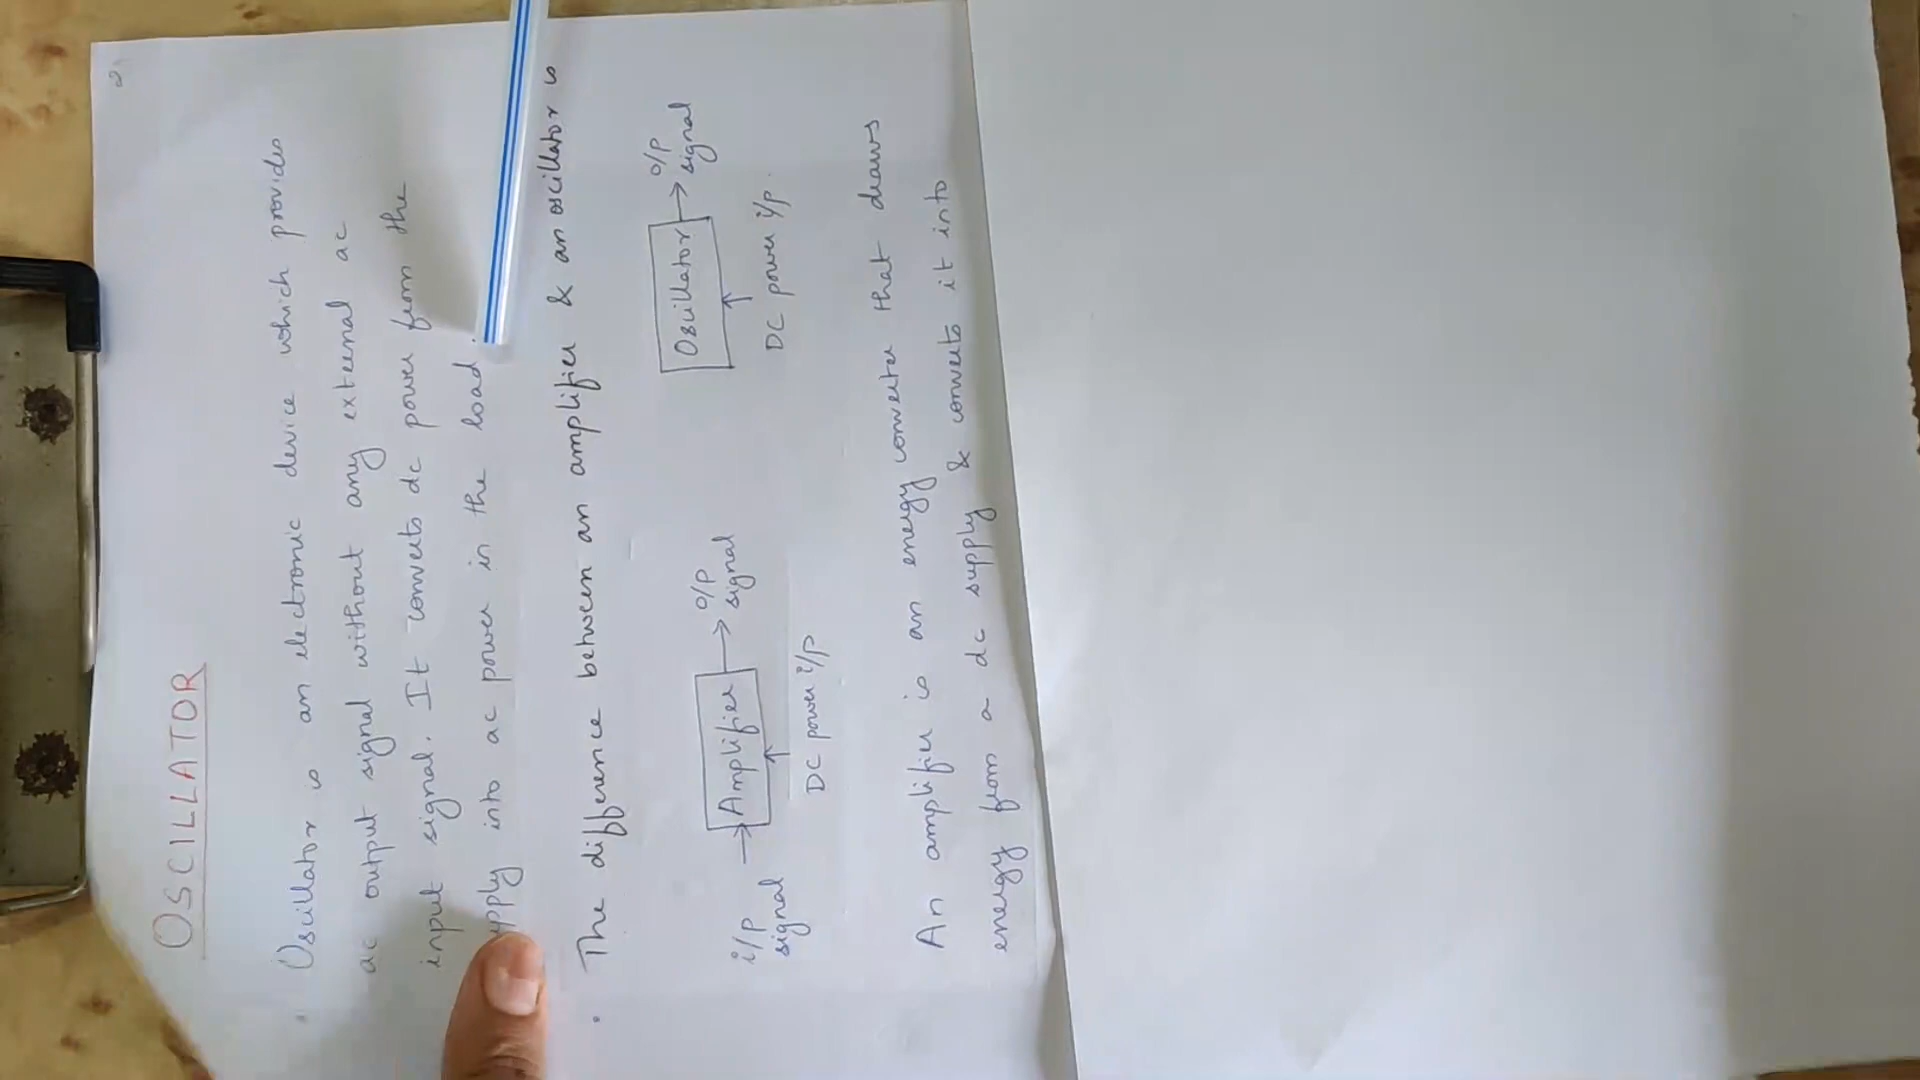 OSCILLATOR
• Oscillator is an electronic device which provides
ac output signal without any external ac
input signal. It converts dc power from the
upply into ac power in the load.
• The difference between an amplifier & an oscillator is
i/p signal → Amplifier → o/p signal
DC power i/p
Oscillator → o/p signal
DC power i/p.
An amplifier is an energy converter that draws
energy from a dc supply & converts it into